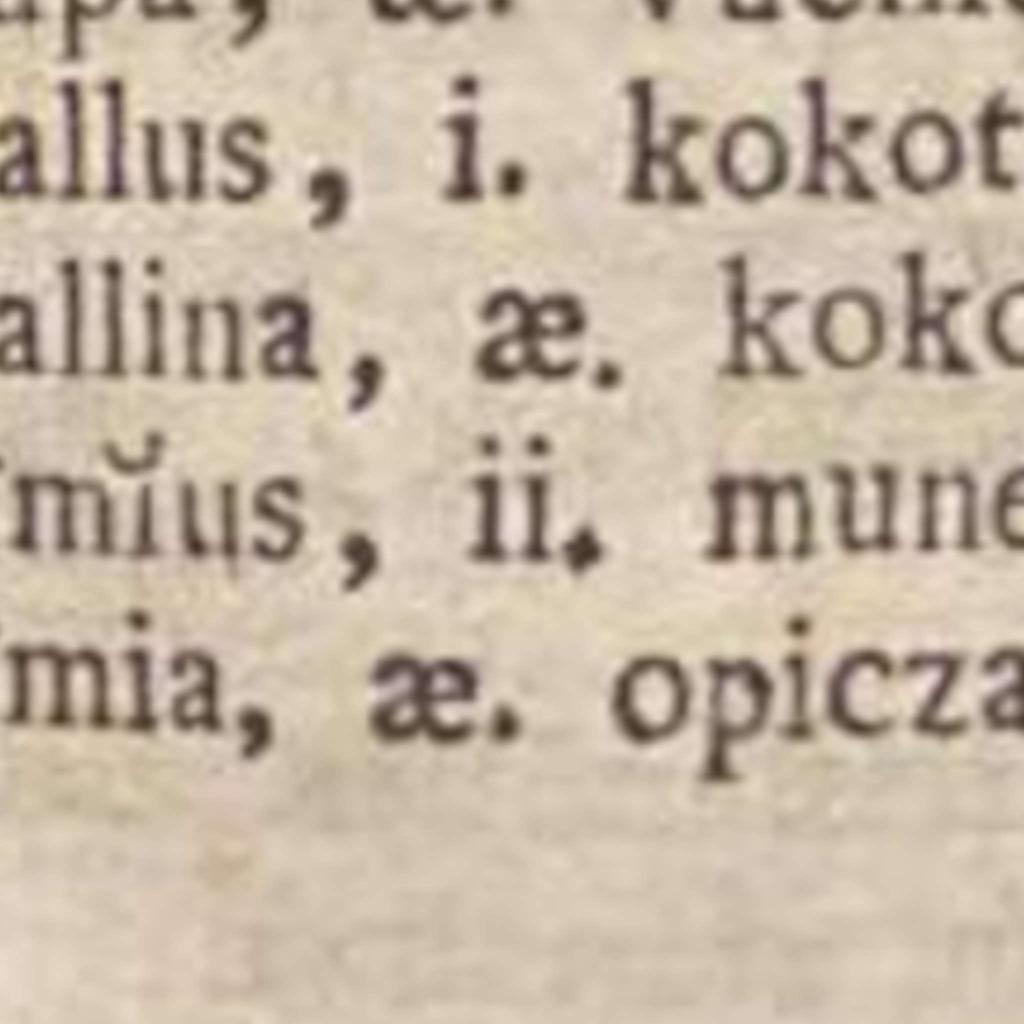 allus, i. kokot
allina, æ. koko
mĭus, ii. mune
mia, æ. opicza